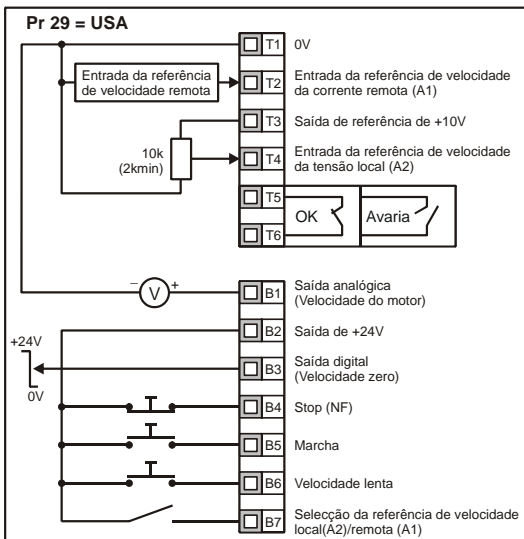 Pr 29 = USA
T1 0V
Entrada da referência
de velocidade remota
T2 Entrada da referência de velocidade
da corrente remota (A1)
T3 Saída de referência de +10V
10k
(2kmin)
T4 Entrada da referência de velocidade
da tensão local (A2)
T5
T6
OK
Avaria
– V +
B1 Saída analógica
(Velocidade do motor)
B2 Saída de +24V
+24V
0V
B3 Saída digital
(Velocidade zero)
B4 Stop (NF)
B5 Marcha
B6 Velocidade lenta
B7 Selecção da referência de velocidade
local(A2)/remota (A1)